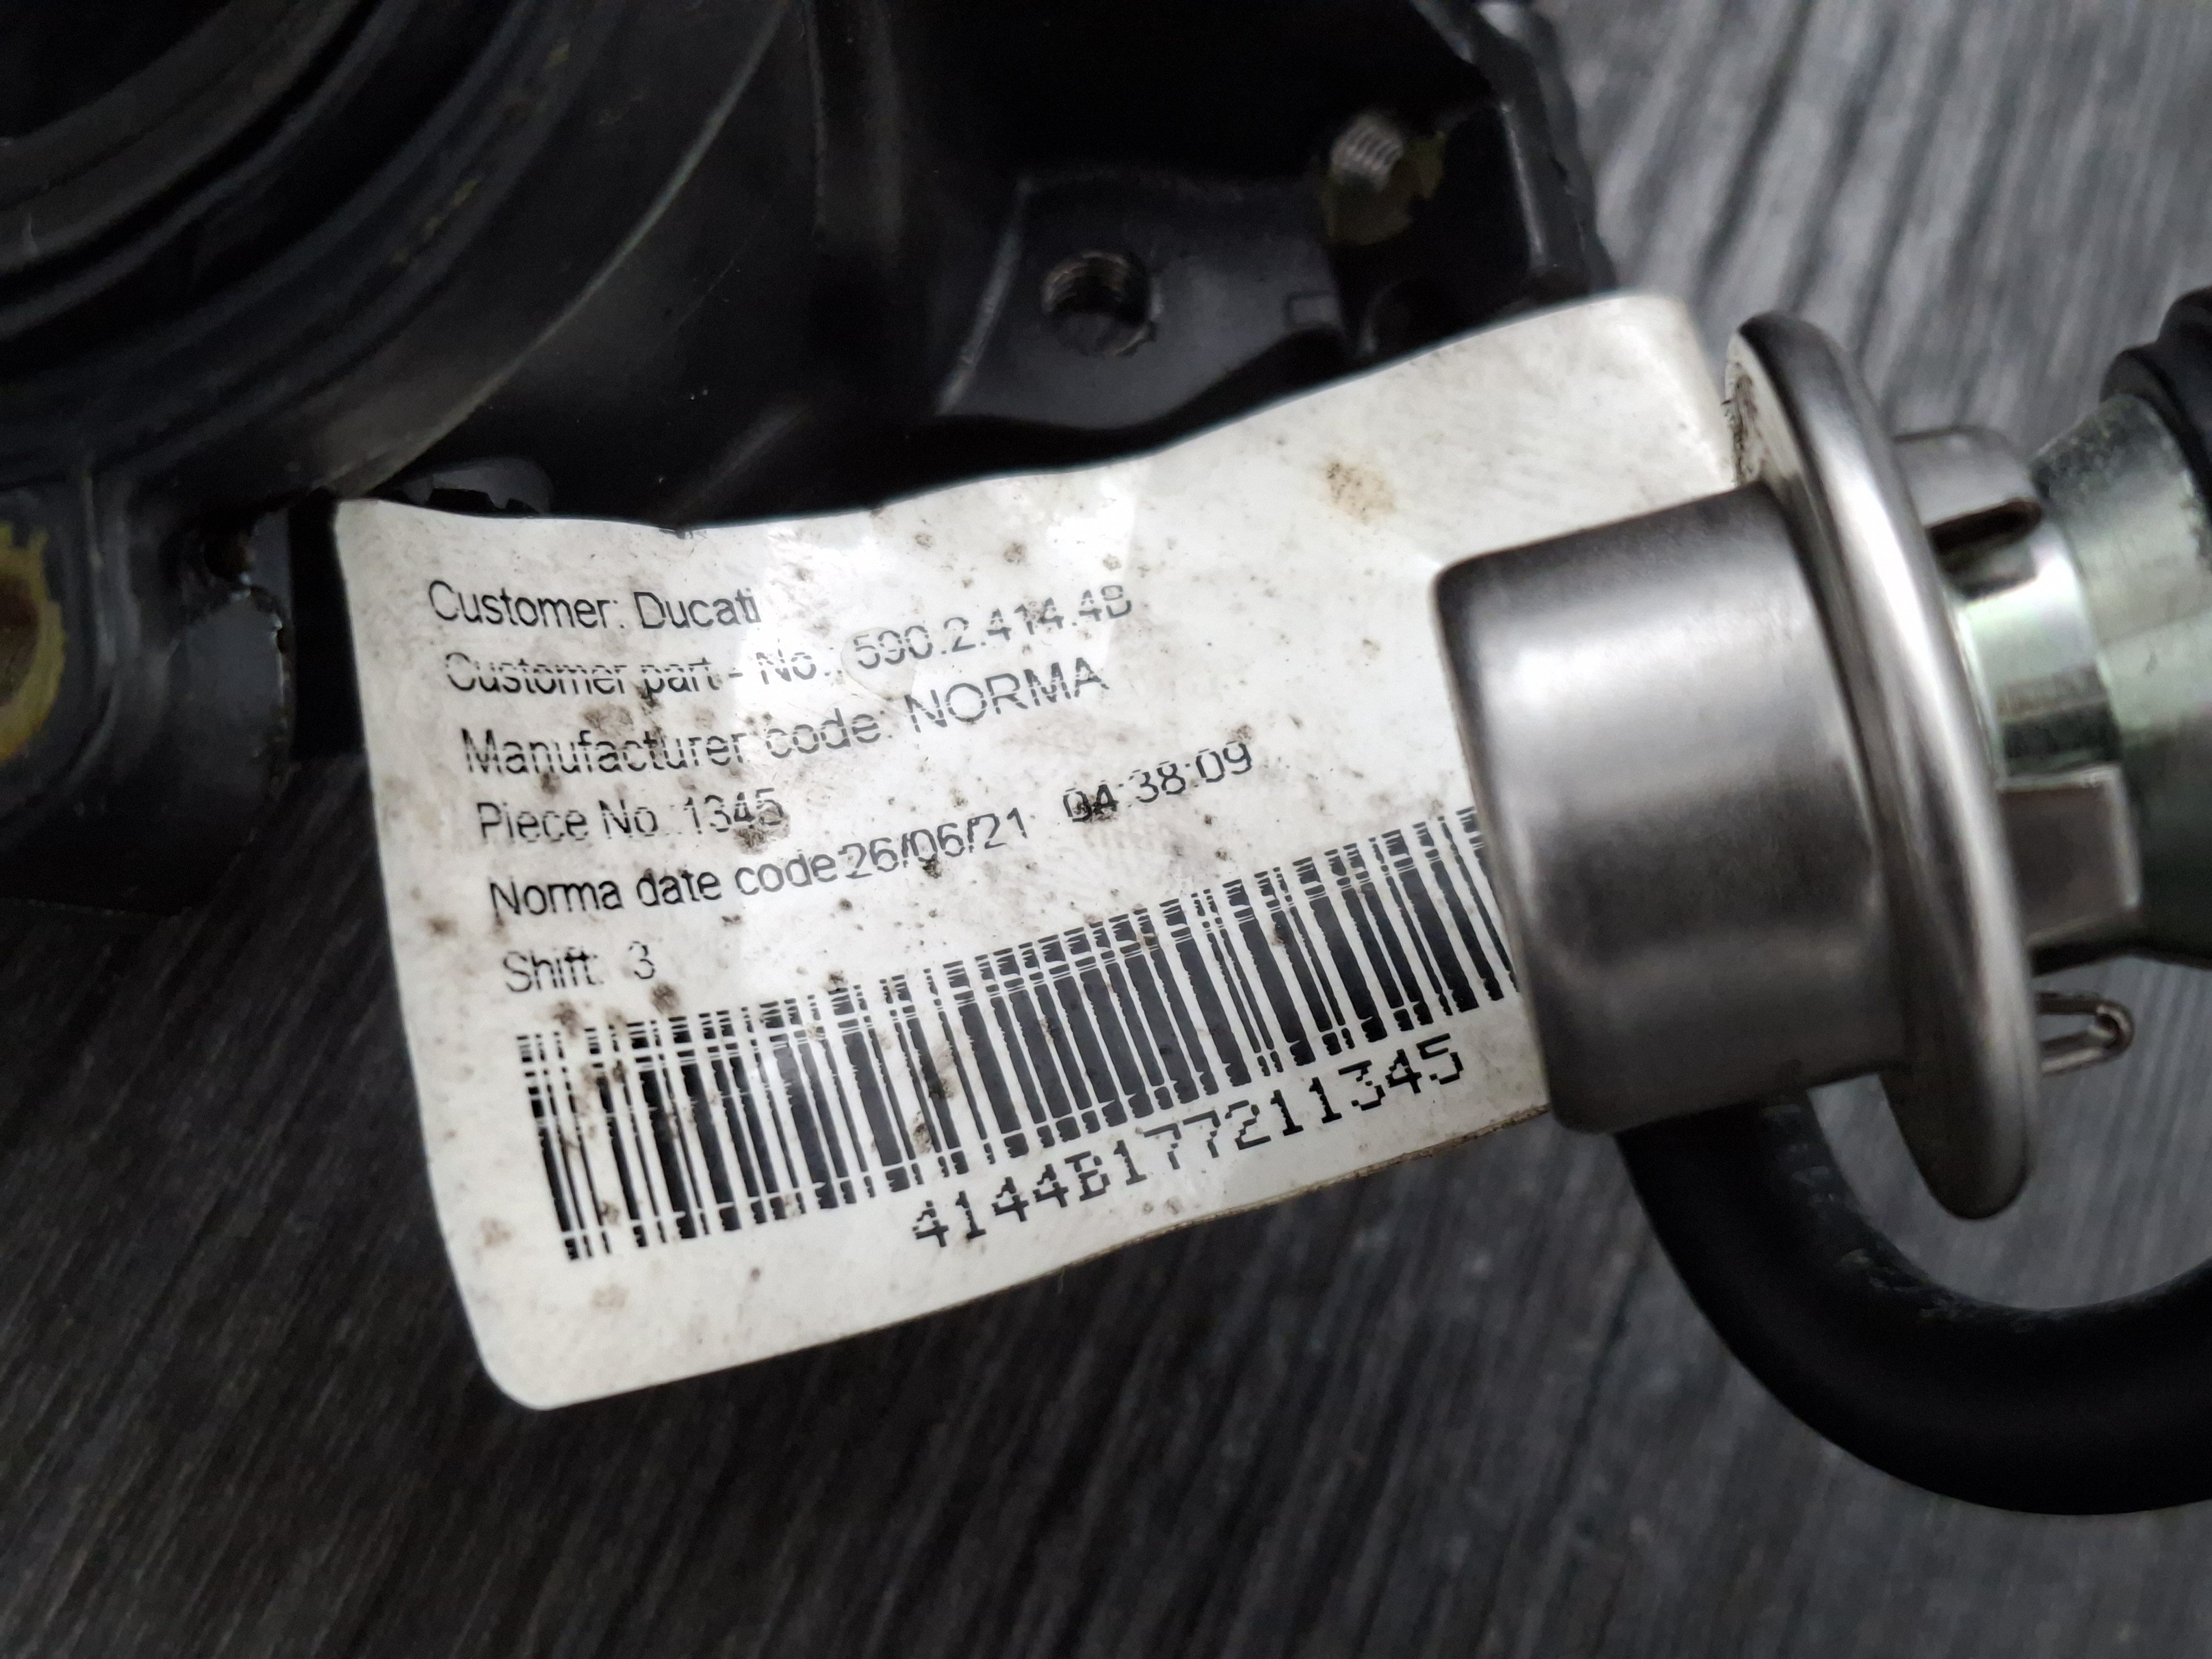 Customer: Ducati
Customer part - No.: 590.2.414.4B
Manufacturer code: NORMA
Piece No.:1345
Norma date code:26/06/21 04:38:09
Shift: 3
4144B177211345